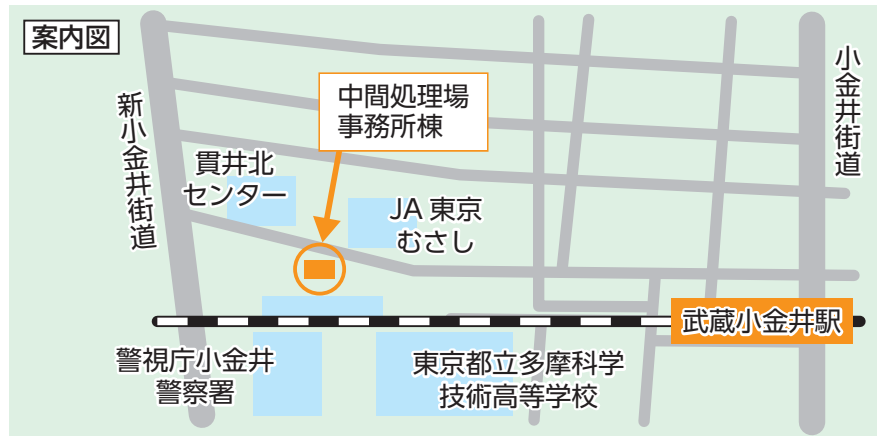 案内図
小金井街道
新小金井街道
中間処理場
事務所棟
貫井北
センター
JA東京
むさし
武蔵小金井駅
警視庁小金井
警察署
東京都立多摩科学
技術高等学校